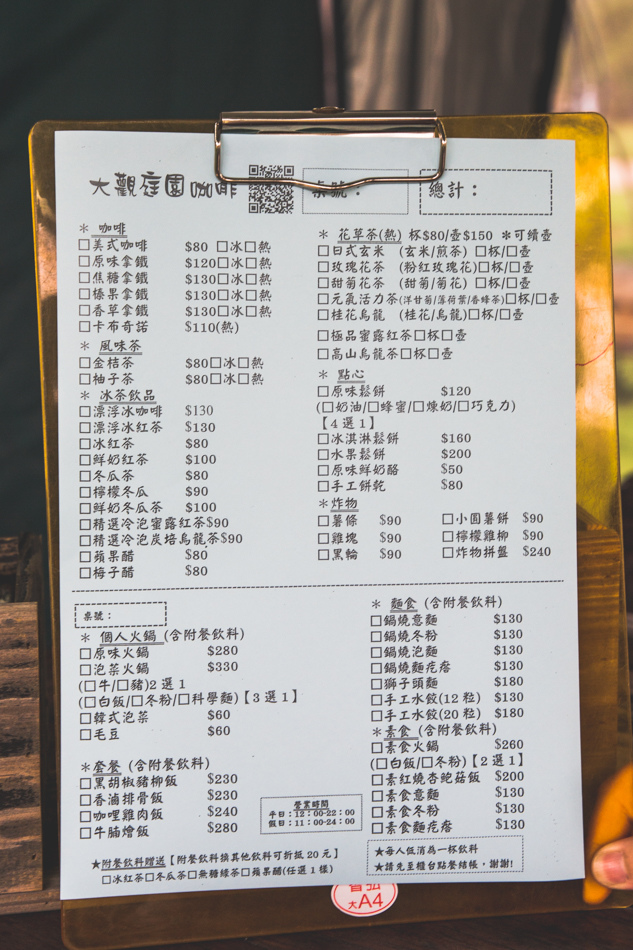 大觀庭園咖啡
桌號：
總計：
＊ 咖啡
□美式咖啡 $80 □冰□熱
□原味拿鐵 $120□冰□熱
□焦糖拿鐵 $130□冰□熱
□榛果拿鐵 $130□冰□熱
□香草拿鐵 $130□冰□熱
□卡布奇諾 $110(熱)
＊ 風味茶
□金桔茶 $80□冰□熱
□柚子茶 $80□冰□熱
＊ 冰茶飲品
□漂浮冰咖啡 $130
□漂浮冰紅茶 $130
□冰紅茶 $80
□鮮奶紅茶 $100
□冬瓜茶 $80
□檸檬冬瓜 $90
□鮮奶冬瓜茶 $100
□精選冷泡蜜露紅茶$90
□精選冷泡炭培烏龍茶$90
□蘋果醋 $80
□梅子醋 $80
＊ 花草茶(熱) 杯$80/壺$150 ＊可續壺
□日式玄米 (玄米/煎茶) □杯/□壺
□玫瑰花茶 (粉紅玫瑰花)□杯/□壺
□甜菊花茶 (甜菊/菊花) □杯/□壺
□元氣活力茶(洋甘菊/薄荷葉/香蜂茶)□杯/□壺
□桂花烏龍 (桂花/烏龍)□杯/□壺
□極品蜜露紅茶□杯□壺
□高山烏龍茶□杯□壺
＊ 點心
□原味鬆餅 $120
(□奶油/□蜂蜜/□煉奶/□巧克力)
【4 選 1】
□冰淇淋鬆餅 $160
□水果鬆餅 $200
□原味鮮奶酪 $50
□手工餅乾 $80
＊炸物
□薯條 $90 □小圓薯餅 $90
□雞塊 $90 □檸檬雞柳 $90
□黑輪 $90 □炸物拼盤 $240
桌號：
＊ 個人火鍋 (含附餐飲料)
□原味火鍋 $280
□泡菜火鍋 $330
(□牛/□豬)2 選 1
(□白飯/□冬粉/□科學麵)【3 選 1】
□韓式泡菜 $60
□毛豆 $60
＊套餐 (含附餐飲料)
□黑胡椒豬柳飯 $230
□香滷排骨飯 $230
□咖哩雞肉飯 $240
□牛腩燴飯 $280
營業時間
平日：12：00-22：00
假日：11：00-24：00
★附餐飲料贈送【附餐飲料換其他飲料可折抵 20 元】
□冰紅茶□冬瓜茶□無糖綠茶□蘋果醋(任選 1 樣)
＊ 麵食 (含附餐飲料)
□鍋燒意麵 $130
□鍋燒冬粉 $130
□鍋燒泡麵 $130
□鍋燒麵疙瘩 $130
□獅子頭麵 $180
□手工水餃(12 粒) $130
□手工水餃(20 粒) $180
＊素食 (含附餐飲料)
□素食火鍋 $260
(□白飯/□冬粉)【2 選 1】
□素紅燒杏鮑菇飯 $200
□素食意麵 $130
□素食冬粉 $130
□素食麵疙瘩 $130
★每人低消為一杯飲料
★請先至櫃台點餐結帳，謝謝!
大A4